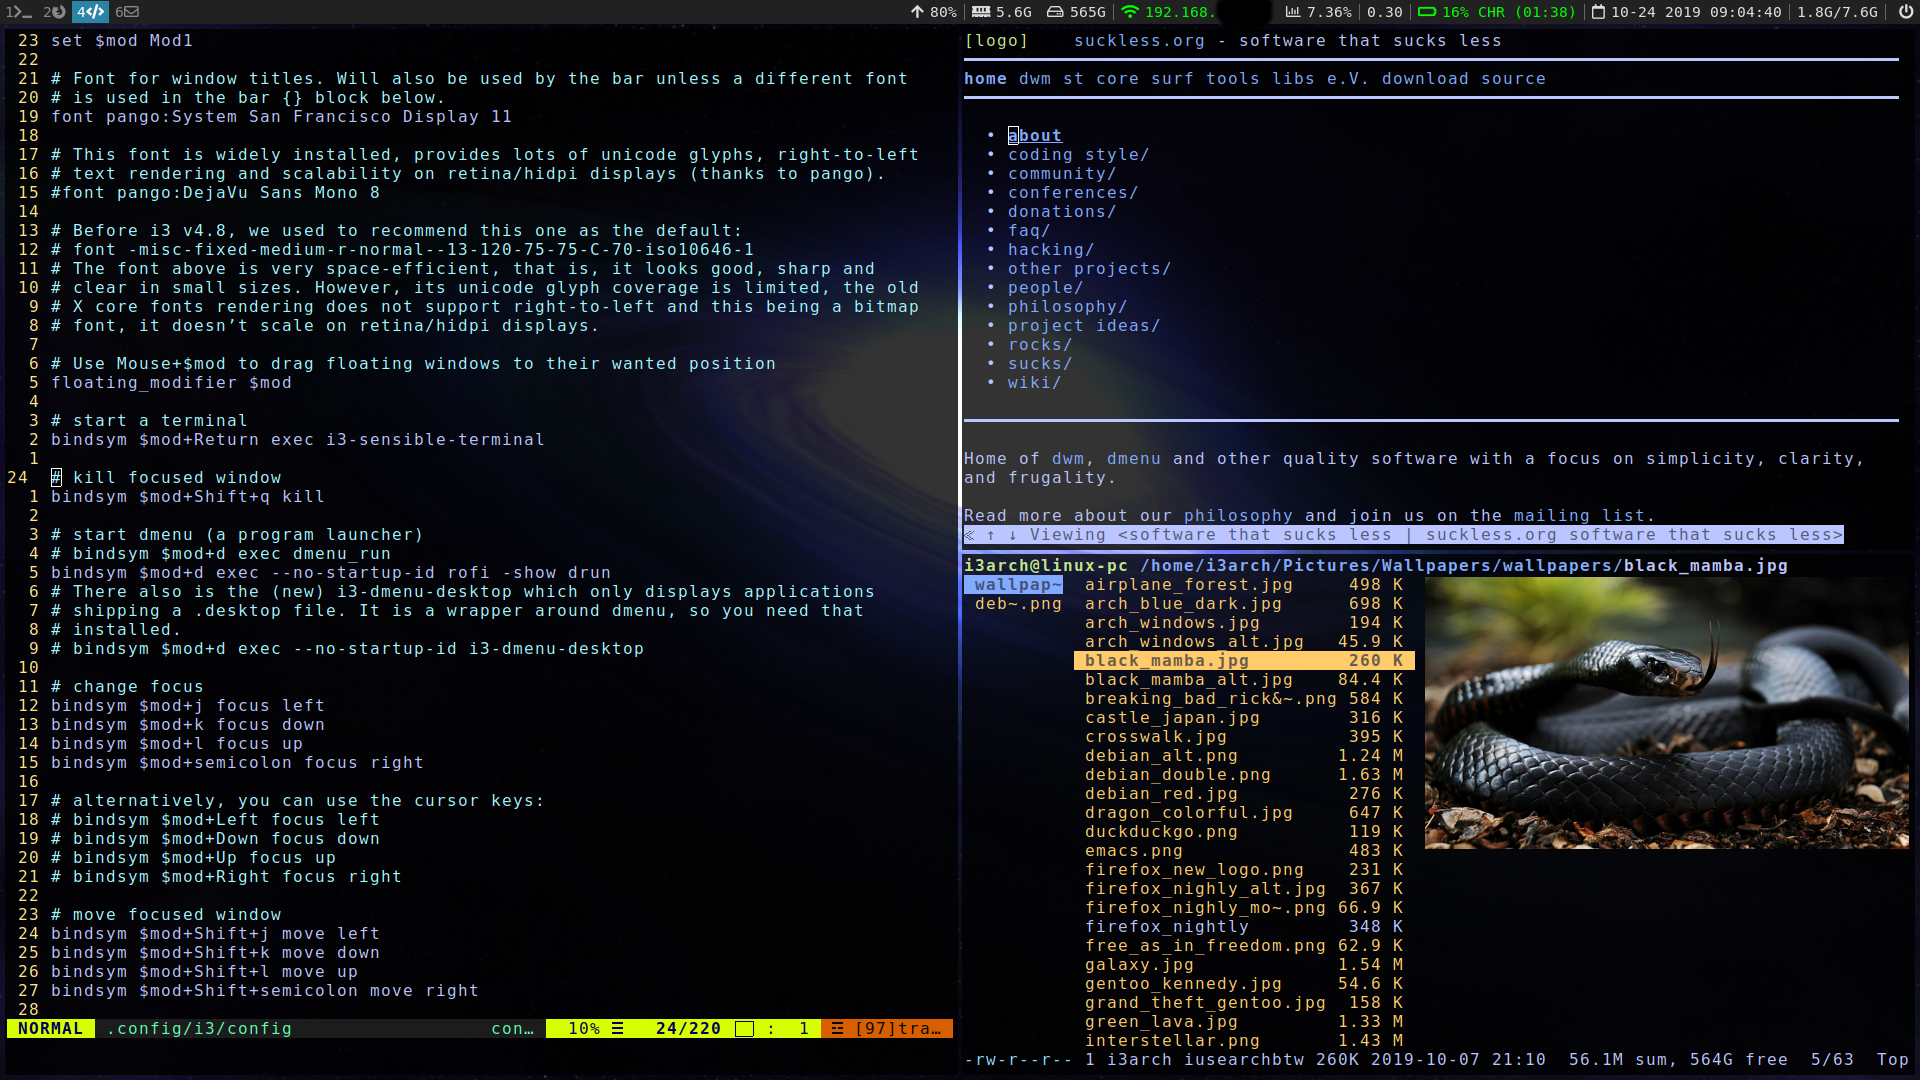 1 2 4 6 80% 5.6G 565G 192.168. 7.36% 0.30 16% CHR (01:38) 10-24 2019 09:04:40 1.8G/7.6G
23 set $mod Mod1
22
21 # Font for window titles. Will also be used by the bar unless a different font
20 # is used in the bar {} block below.
19 font pango:System San Francisco Display 11
18
17 # This font is widely installed, provides lots of unicode glyphs, right-to-left
16 # text rendering and scalability on retina/hidpi displays (thanks to pango).
15 #font pango:DejaVu Sans Mono 8
14
13 # Before i3 v4.8, we used to recommend this one as the default:
12 # font -misc-fixed-medium-r-normal--13-120-75-75-C-70-iso10646-1
11 # The font above is very space-efficient, that is, it looks good, sharp and
10 # clear in small sizes. However, its unicode glyph coverage is limited, the old
9 # X core fonts rendering does not support right-to-left and this being a bitmap
8 # font, it doesn’t scale on retina/hidpi displays.
7
6 # Use Mouse+$mod to drag floating windows to their wanted position
5 floating_modifier $mod
4
3 # start a terminal
2 bindsym $mod+Return exec i3-sensible-terminal
1
24 # kill focused window
1 bindsym $mod+Shift+q kill
2
3 # start dmenu (a program launcher)
4 # bindsym $mod+d exec dmenu_run
5 bindsym $mod+d exec --no-startup-id rofi -show drun
6 # There also is the (new) i3-dmenu-desktop which only displays applications
7 # shipping a .desktop file. It is a wrapper around dmenu, so you need that
8 # installed.
9 # bindsym $mod+d exec --no-startup-id i3-dmenu-desktop
10
11 # change focus
12 bindsym $mod+j focus left
13 bindsym $mod+k focus down
14 bindsym $mod+l focus up
15 bindsym $mod+semicolon focus right
16
17 # alternatively, you can use the cursor keys:
18 # bindsym $mod+Left focus left
19 # bindsym $mod+Down focus down
20 # bindsym $mod+Up focus up
21 # bindsym $mod+Right focus right
22
23 # move focused window
24 bindsym $mod+Shift+j move left
25 bindsym $mod+Shift+k move down
26 bindsym $mod+Shift+l move up
27 bindsym $mod+Shift+semicolon move right
28
NORMAL .config/i3/config con… 10% ☰ 24/220 : 1 ☲ [97]tra…
[logo] suckless.org - software that sucks less
home dwm st core surf tools libs e.V. download source
• about
• coding style/
• community/
• conferences/
• donations/
• faq/
• hacking/
• other projects/
• people/
• philosophy/
• project ideas/
• rocks/
• sucks/
• wiki/
Home of dwm, dmenu and other quality software with a focus on simplicity, clarity,
and frugality.
Read more about our philosophy and join us on the mailing list.
≪ ↑ ↓ Viewing <software that sucks less | suckless.org software that sucks less>
i3arch@linux-pc /home/i3arch/Pictures/Wallpapers/wallpapers/black_mamba.jpg
wallpap~ airplane_forest.jpg 498 K
deb~.png arch_blue_dark.jpg 698 K
arch_windows.jpg 194 K
arch_windows_alt.jpg 45.9 K
black_mamba.jpg 260 K
black_mamba_alt.jpg 84.4 K
breaking_bad_rick&~.png 584 K
castle_japan.jpg 316 K
crosswalk.jpg 395 K
debian_alt.png 1.24 M
debian_double.png 1.63 M
debian_red.jpg 276 K
dragon_colorful.jpg 647 K
duckduckgo.png 119 K
emacs.png 483 K
firefox_new_logo.png 231 K
firefox_nighly_alt.jpg 367 K
firefox_nighly_mo~.png 66.9 K
firefox_nightly 348 K
free_as_in_freedom.png 62.9 K
galaxy.jpg 1.54 M
gentoo_kennedy.jpg 54.6 K
grand_theft_gentoo.jpg 158 K
green_lava.jpg 1.33 M
interstellar.png 1.43 M
-rw-r--r-- 1 i3arch iusearchbtw 260K 2019-10-07 21:10 56.1M sum, 564G free 5/63 Top